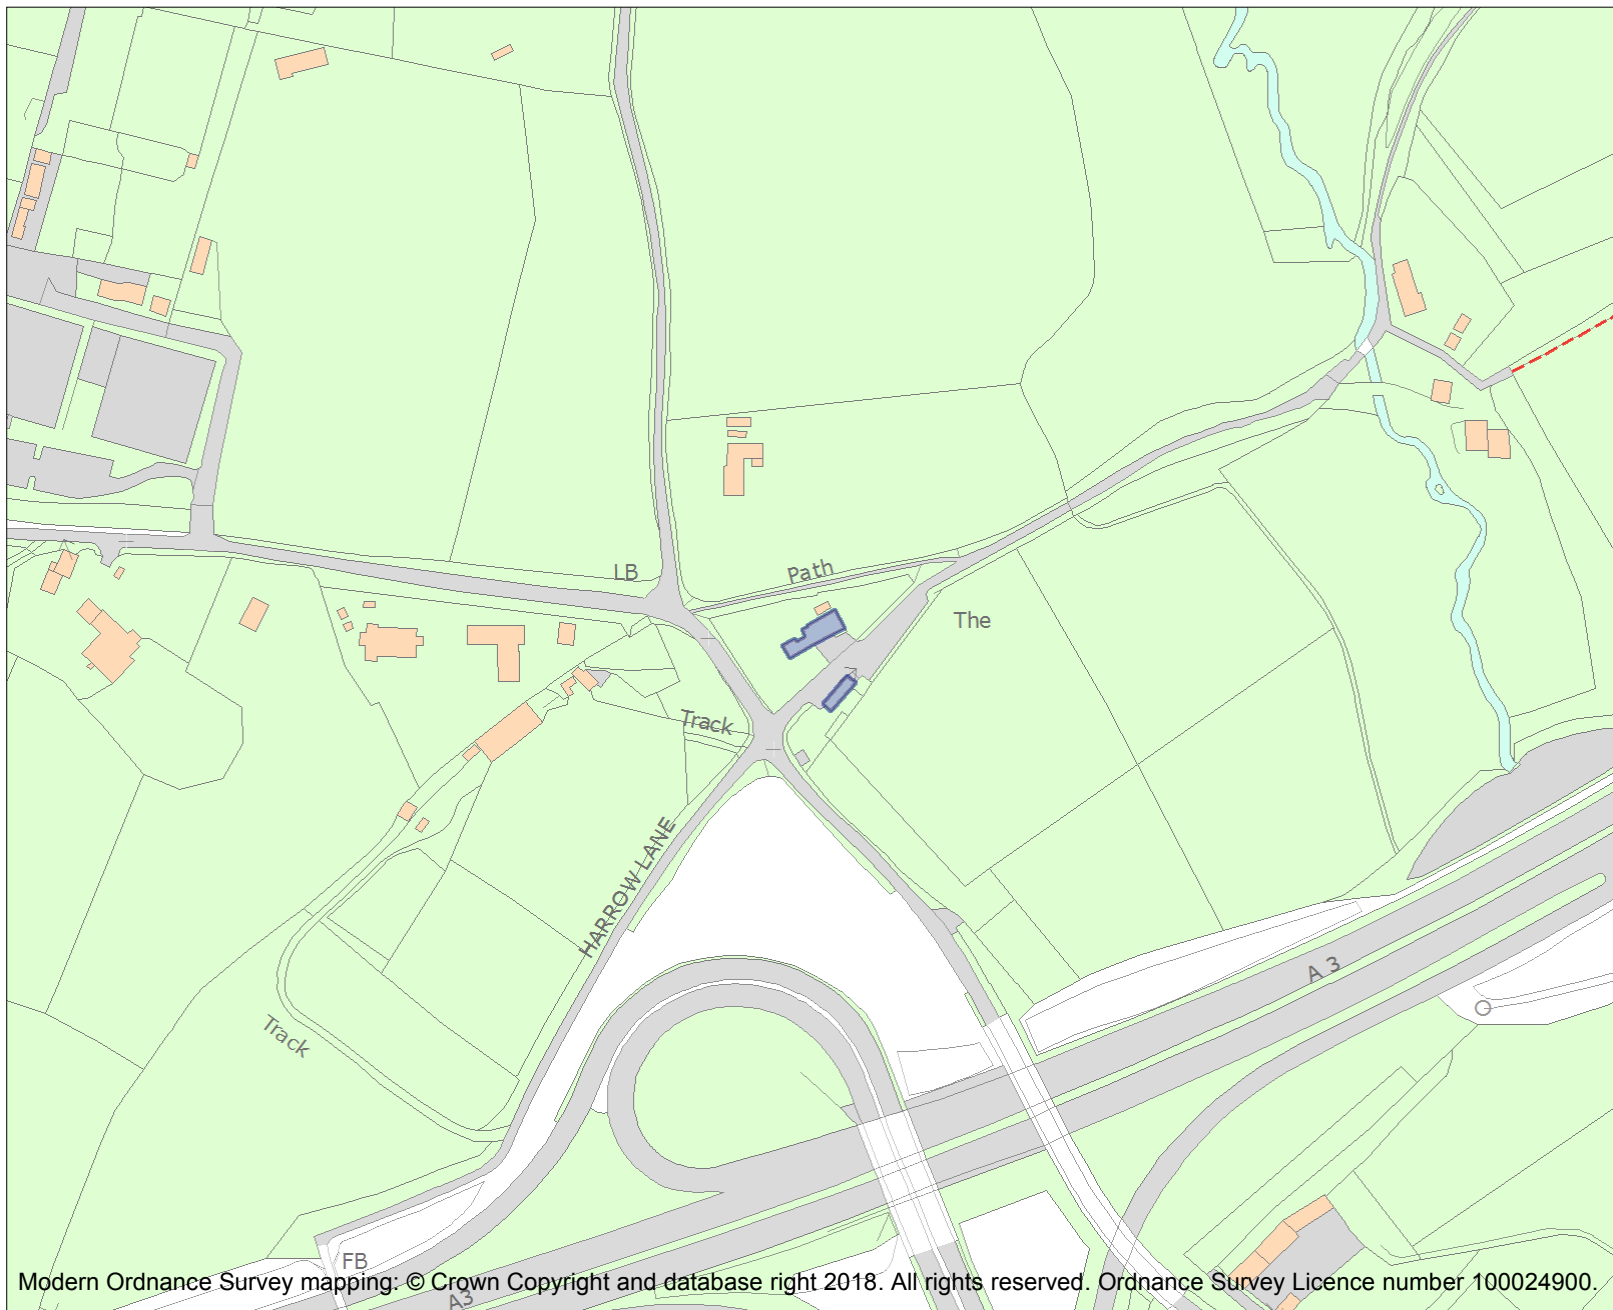 LB
Path
The
Track
HARROW LANE
A 3
Track
FB
A3
Modern Ordnance Survey mapping: © Crown Copyright and database right 2018. All rights reserved. Ordnance Survey Licence number 100024900.